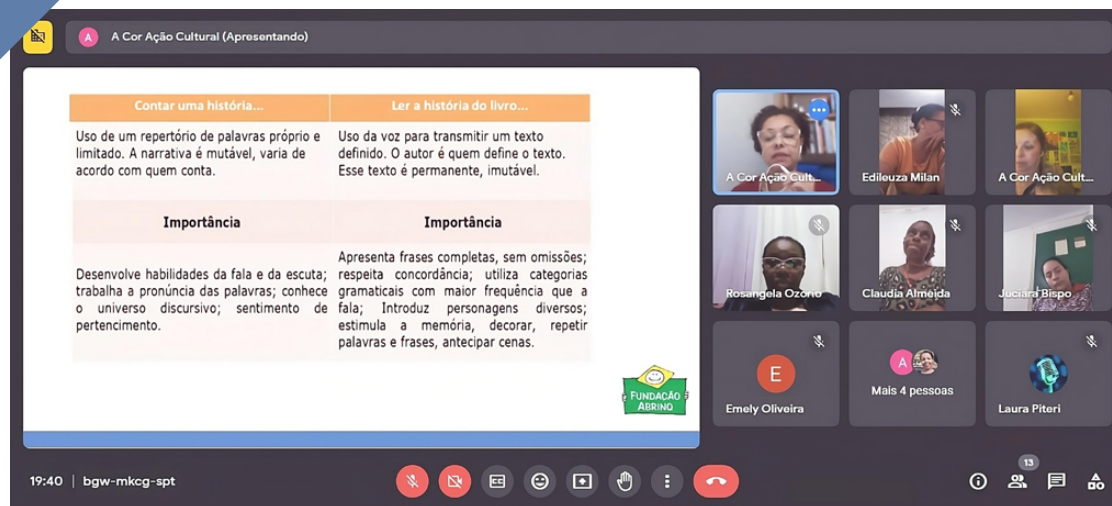 A
A Cor Ação Cultural (Apresentando)
Contar uma história...
Ler a história do livro...
Uso de um repertório de palavras próprio e
limitado. A narrativa é mutável, varia de
acordo com quem conta.
Uso da voz para transmitir um texto
definido. O autor é quem define o texto.
Esse texto é permanente, imutável.
Importância
Importância
Desenvolve habilidades da fala e da escuta;
trabalha a pronúncia das palavras; conhece
o universo discursivo; sentimento de
pertencimento.
Apresenta frases completas, sem omissões;
respeita concordância; utiliza categorias
gramaticais com maior frequência que a
fala; Introduz personagens diversos;
estimula a memória, decorar, repetir
palavras e frases, antecipar cenas.
FUNDAÇÃO
ABRINQ
A Cor Ação Cult...
Edileuza Milan
A Cor Ação Cult...
Rosangela Ozório
Claudia Almeida
Juciara Bispo
E
Emely Oliveira
A
Mais 4 pessoas
Laura Piteri
19:40 | bgw-mkcg-spt
CC
13